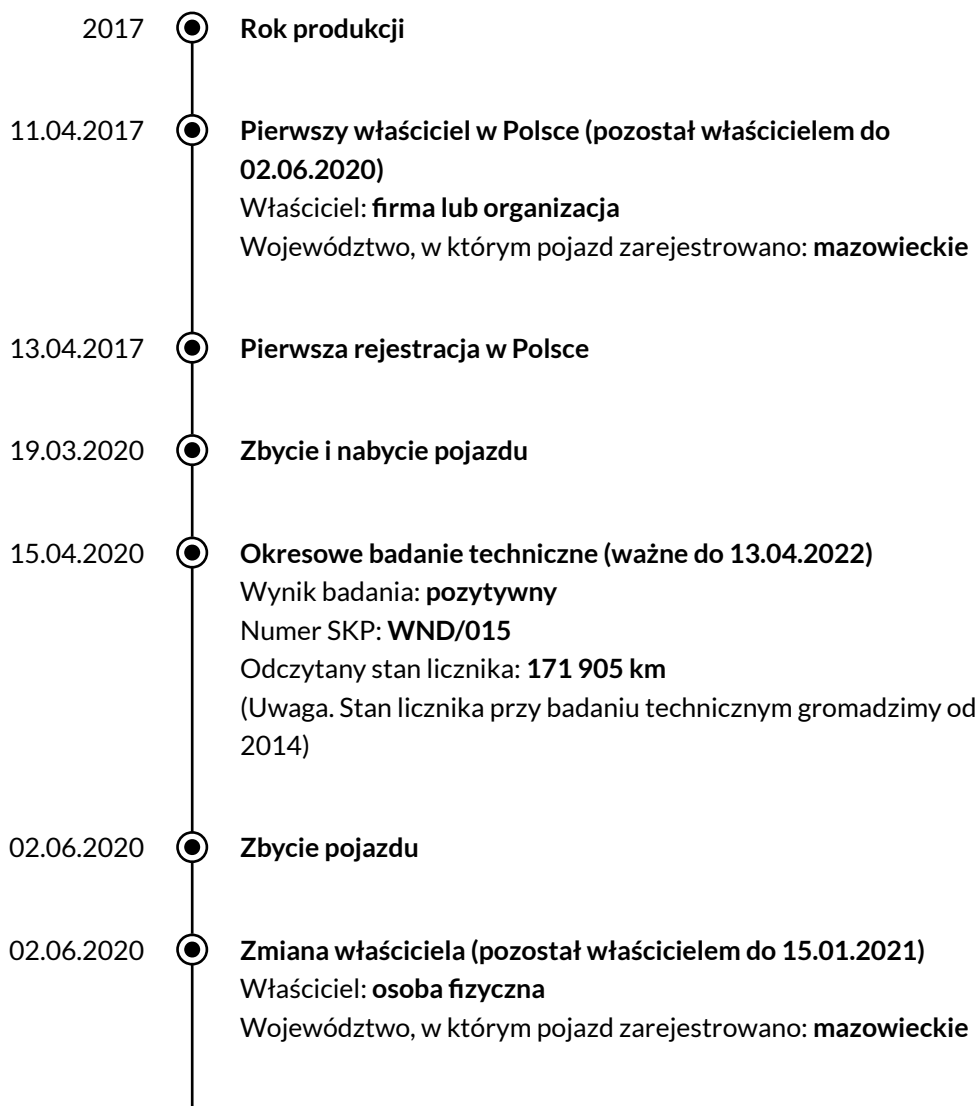 2017 Rok produkcji
11.04.2017 Pierwszy właściciel w Polsce (pozostał właścicielem do
02.06.2020)
Właściciel: firma lub organizacja
Województwo, w którym pojazd zarejestrowano: mazowieckie
13.04.2017 Pierwsza rejestracja w Polsce
19.03.2020 Zbycie i nabycie pojazdu
15.04.2020 Okresowe badanie techniczne (ważne do 13.04.2022)
Wynik badania: pozytywny
Numer SKP: WND/015
Odczytany stan licznika: 171 905 km
(Uwaga. Stan licznika przy badaniu technicznym gromadzimy od
2014)
02.06.2020 Zbycie pojazdu
02.06.2020 Zmiana właściciela (pozostał właścicielem do 15.01.2021)
Właściciel: osoba fizyczna
Województwo, w którym pojazd zarejestrowano: mazowieckie